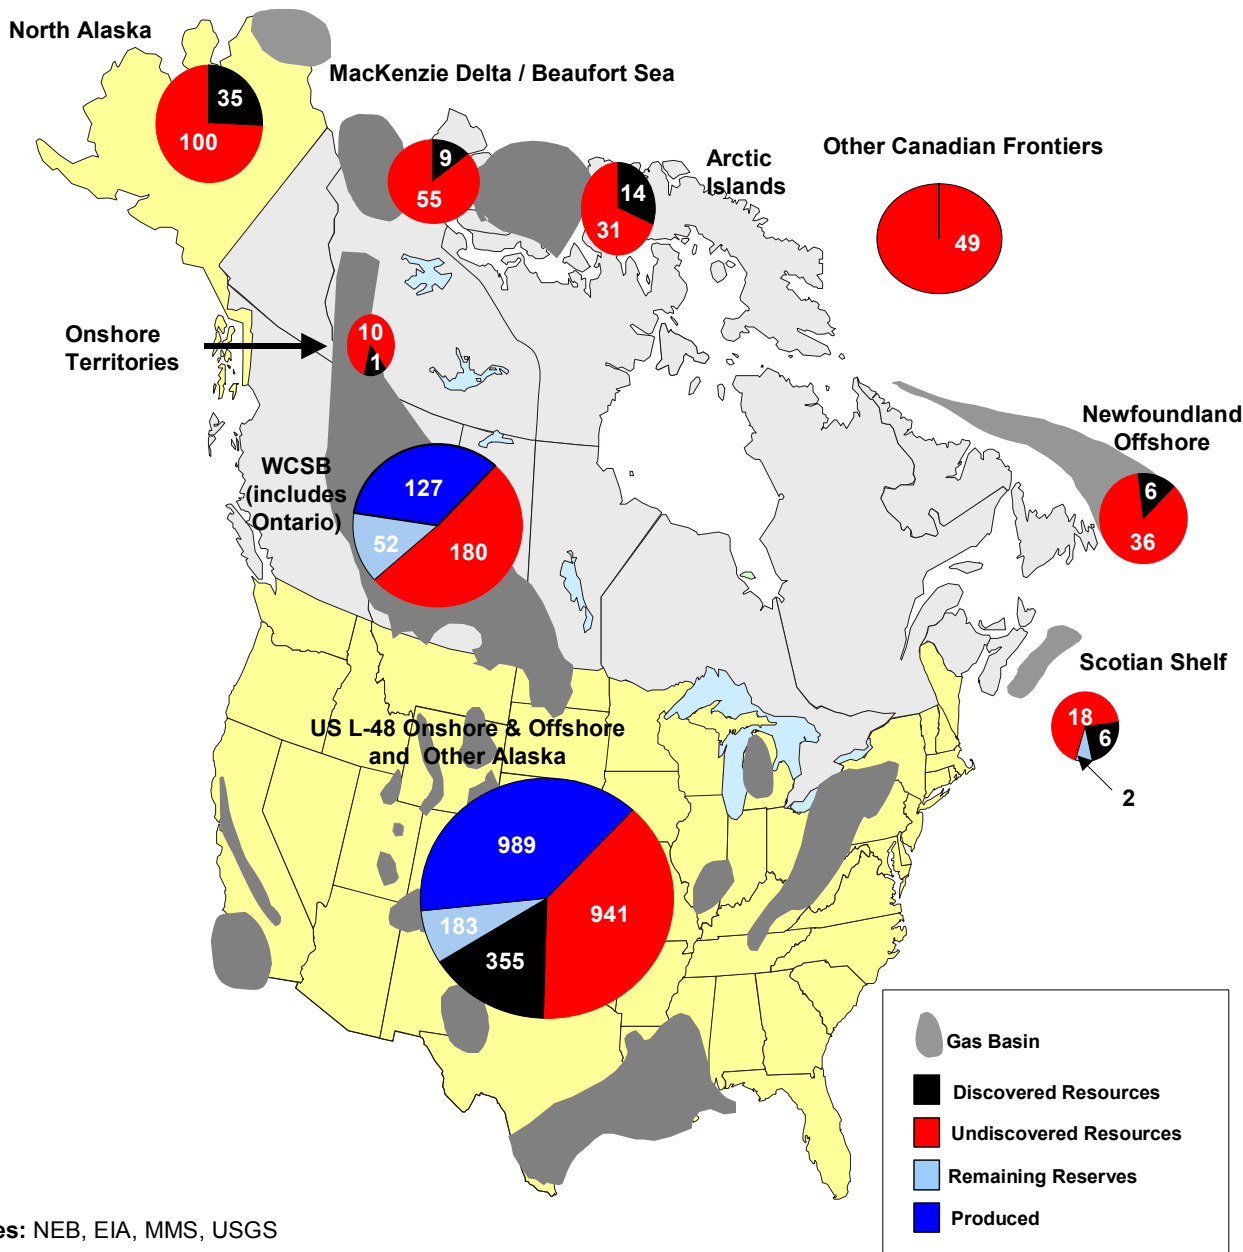 North Alaska
35
100
MacKenzie Delta / Beaufort Sea
9
55
14
31
Arctic
Islands
Other Canadian Frontiers
49
Onshore
Territories
10
1
Newfoundland
Offshore
6
36
WCSB
(includes
Ontario)
127
52
180
Scotian Shelf
18
6
2
US L-48 Onshore & Offshore
and Other Alaska
989
183
941
355
Gas Basin
Discovered Resources
Undiscovered Resources
Remaining Reserves
Produced
es: NEB, EIA, MMS, USGS